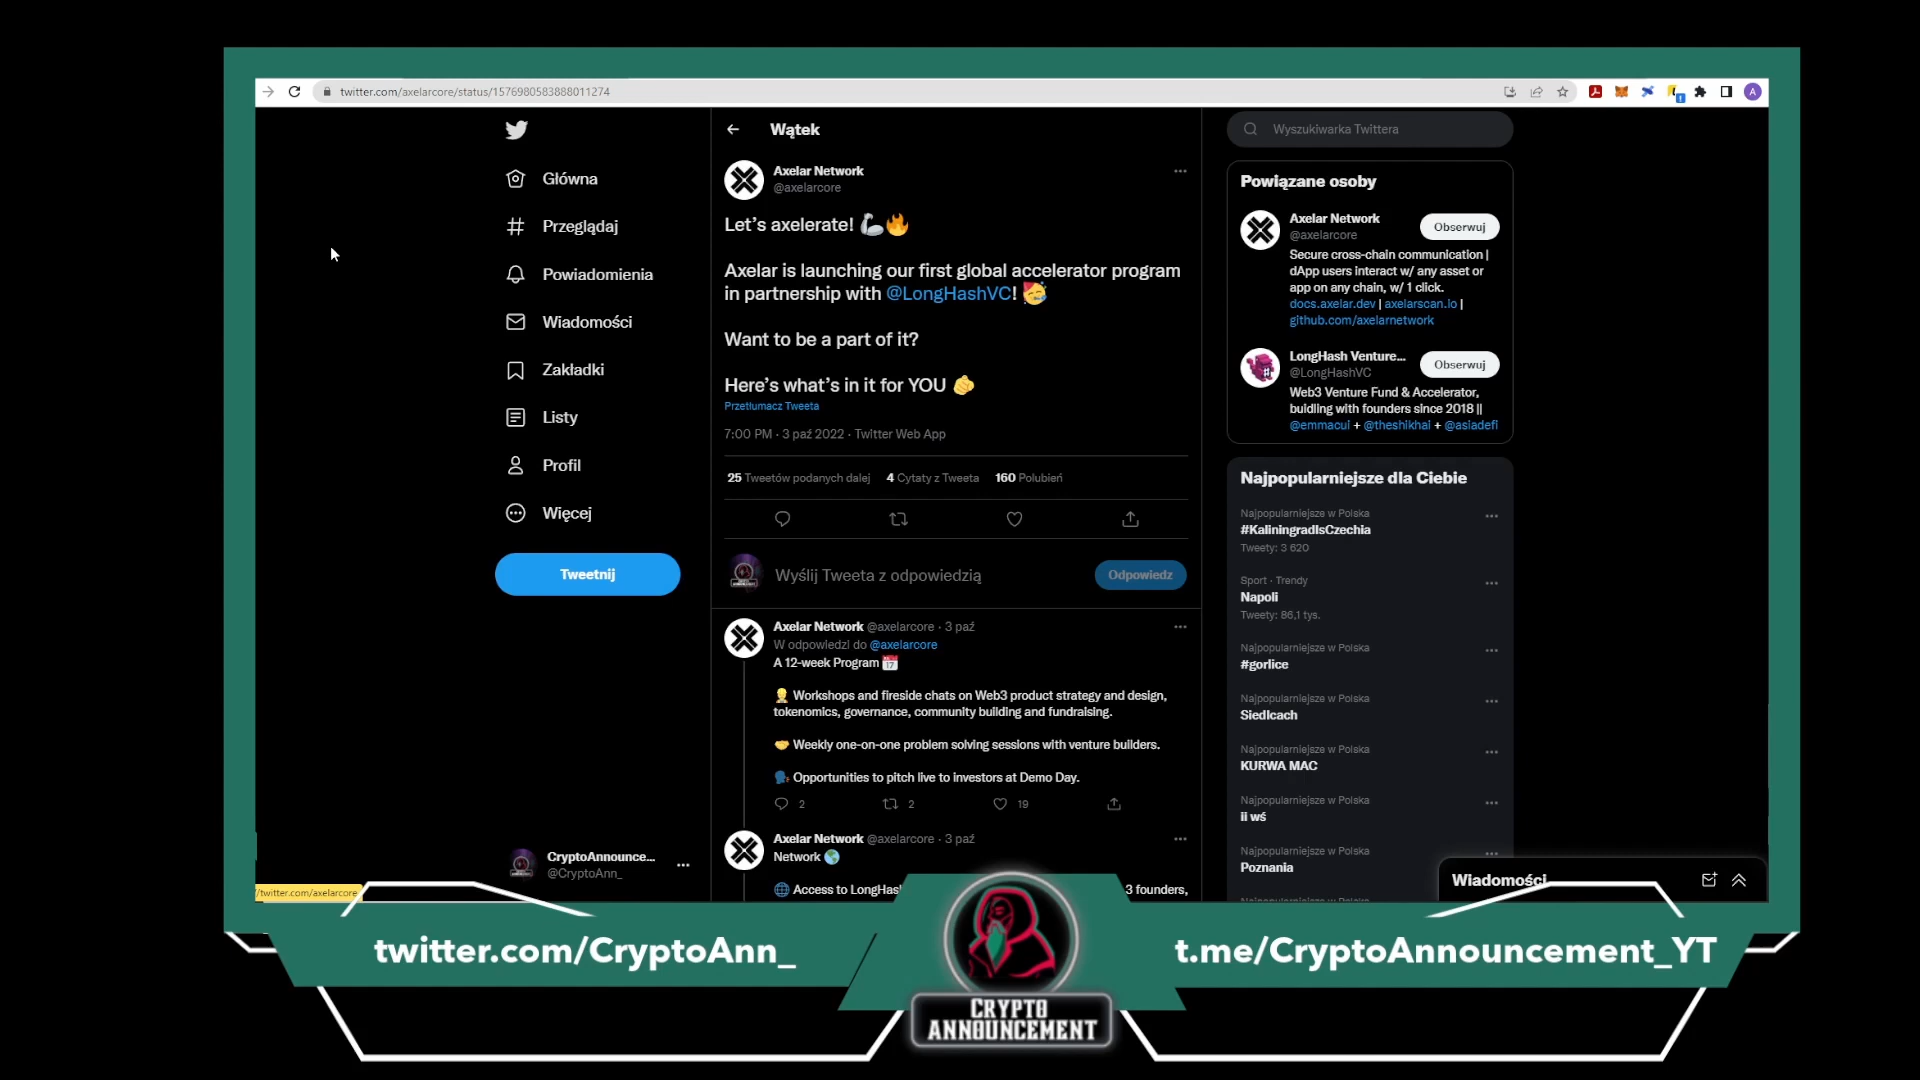 twitter.com/axelarcore/status/1576980583888011274
A
Główna
Przeglądaj
Powiadomienia
Wiadomości
Zakładki
Listy
Profil
Więcej
Tweetnij
CryptoAnnounce...
@CryptoAnn_
/twitter.com/axelarcore
Wątek
Axelar Network
@axelarcore
Let’s axelerate! 🦾🔥
Axelar is launching our first global accelerator program
in partnership with @LongHashVC! 🥳
Want to be a part of it?
Here’s what’s in it for YOU
Przetłumacz Tweeta
7:00 PM · 3 paź 2022 · Twitter Web App
25 Tweetów podanych dalej 4 Cytaty z Tweeta 160 Polubień
Wyślij Tweeta z odpowiedzią
Odpowiedz
Axelar Network @axelarcore · 3 paź
W odpowiedzi do @axelarcore
A 12-week Program 📅
Workshops and fireside chats on Web3 product strategy and design,
tokenomics, governance, community building and fundraising.
🤝 Weekly one-on-one problem solving sessions with venture builders.
🗣 Opportunities to pitch live to investors at Demo Day.
2 2 19
Axelar Network @axelarcore · 3 paź
Network 🌎
🌐 Access to LongHas
3 founders,
Wyszukiwarka Twittera
Powiązane osoby
Axelar Network
@axelarcore
Obserwuj
Secure cross-chain communication |
dApp users interact w/ any asset or
app on any chain, w/ 1 click.
docs.axelar.dev | axelarscan.io |
github.com/axelarnetwork
LongHash Venture...
@LongHashVC
Obserwuj
Web3 Venture Fund & Accelerator,
buidling with founders since 2018 ||
@emmacui + @theshikhai + @asiadefi
Najpopularniejsze dla Ciebie
Najpopularniejsze w Polska
#KaliningradIsCzechia
Tweety: 3 620
Sport · Trendy
Napoli
Tweety: 86,1 tys.
Najpopularniejsze w Polska
#gorlice
Najpopularniejsze w Polska
Siedlcach
Najpopularniejsze w Polska
KURWA MAC
Najpopularniejsze w Polska
ii wś
Najpopularniejsze w Polska
Poznania
Wiadomości
twitter.com/CryptoAnn_
CRYPTO
ANNOUNCEMENT
t.me/CryptoAnnouncement_YT